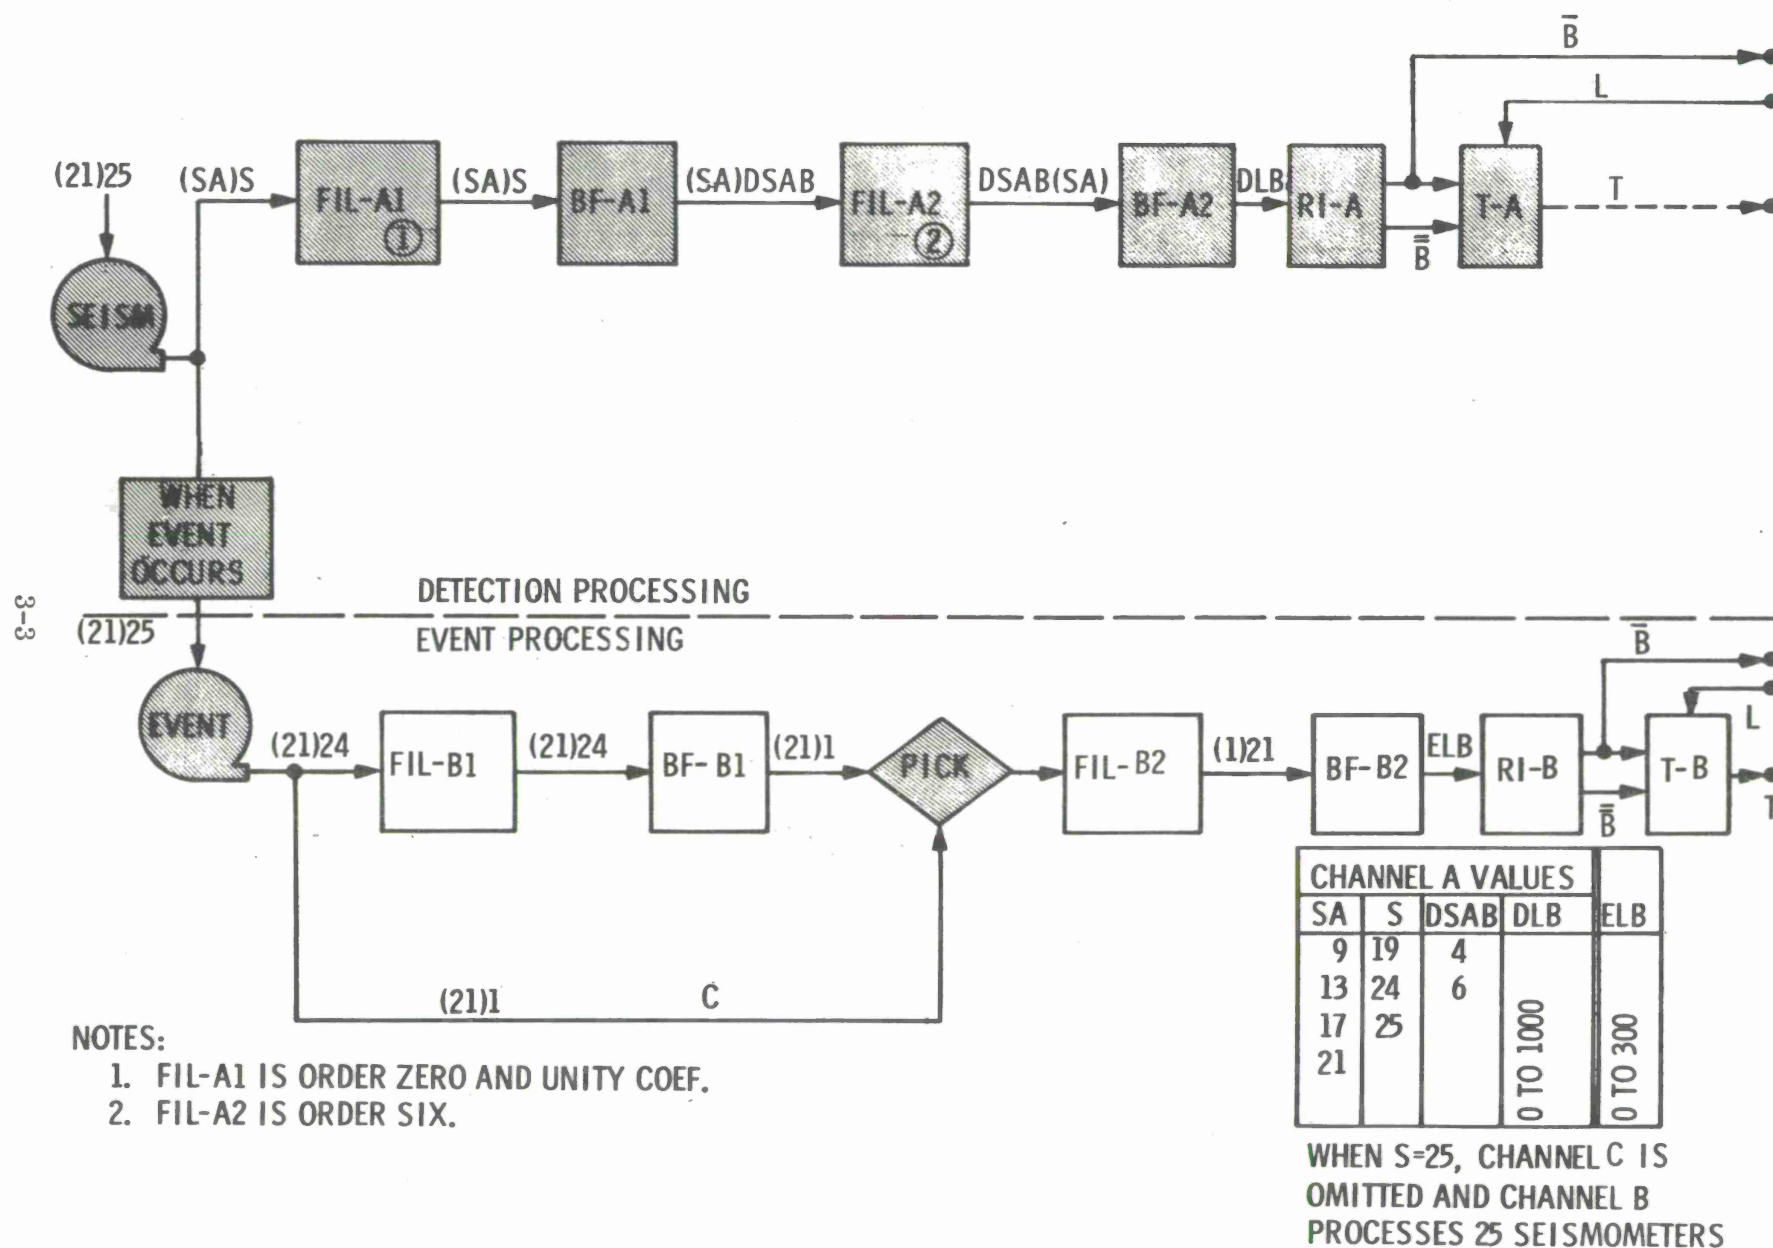 B̅
L
(21)25
(SA)S
FIL-A1
①
(SA)S
BF-A1
(SA)DSAB
FIL-A2
②
DSAB(SA)
BF-A2
DLB
RI-A
B̿
T-A
T
SEISM
WHEN
EVENT
OCCURS
3-3
DETECTION PROCESSING
(21)25
EVENT PROCESSING
B̅
EVENT
(21)24
FIL-B1
(21)24
BF-B1
(21)1
PICK
FIL-B2
(1)21
BF-B2
ELB
RI-B
B̿
T-B
L
T
(21)1
C
CHANNEL A VALUES
SA S DSAB DLB ELB
9 19 4
13 24 6
17 25
21
0 TO 1000
0 TO 300
NOTES:
1. FIL-A1 IS ORDER ZERO AND UNITY COEF.
2. FIL-A2 IS ORDER SIX.
WHEN S=25, CHANNEL C IS
OMITTED AND CHANNEL B
PROCESSES 25 SEISMOMETERS